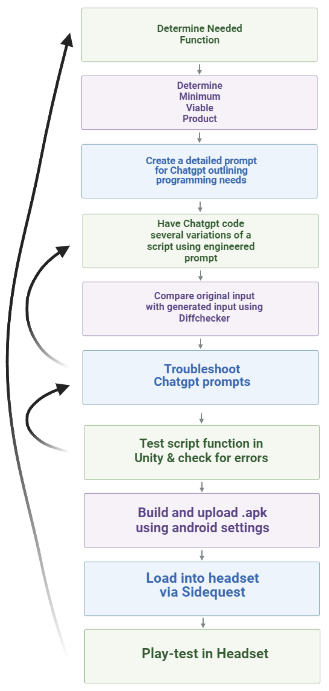 Determine Needed
Function
Determine
Minimum
Viable
Product
Create a detailed prompt
for Chatgpt outlining
programming needs
Have Chatgpt code
several variations of a
script using engineered
prompt
Compare original input
with generated input using
Diffchecker
Troubleshoot
Chatgpt prompts
Test script function in
Unity & check for errors
Build and upload .apk
using android settings
Load into headset
via Sidequest
Play-test in Headset